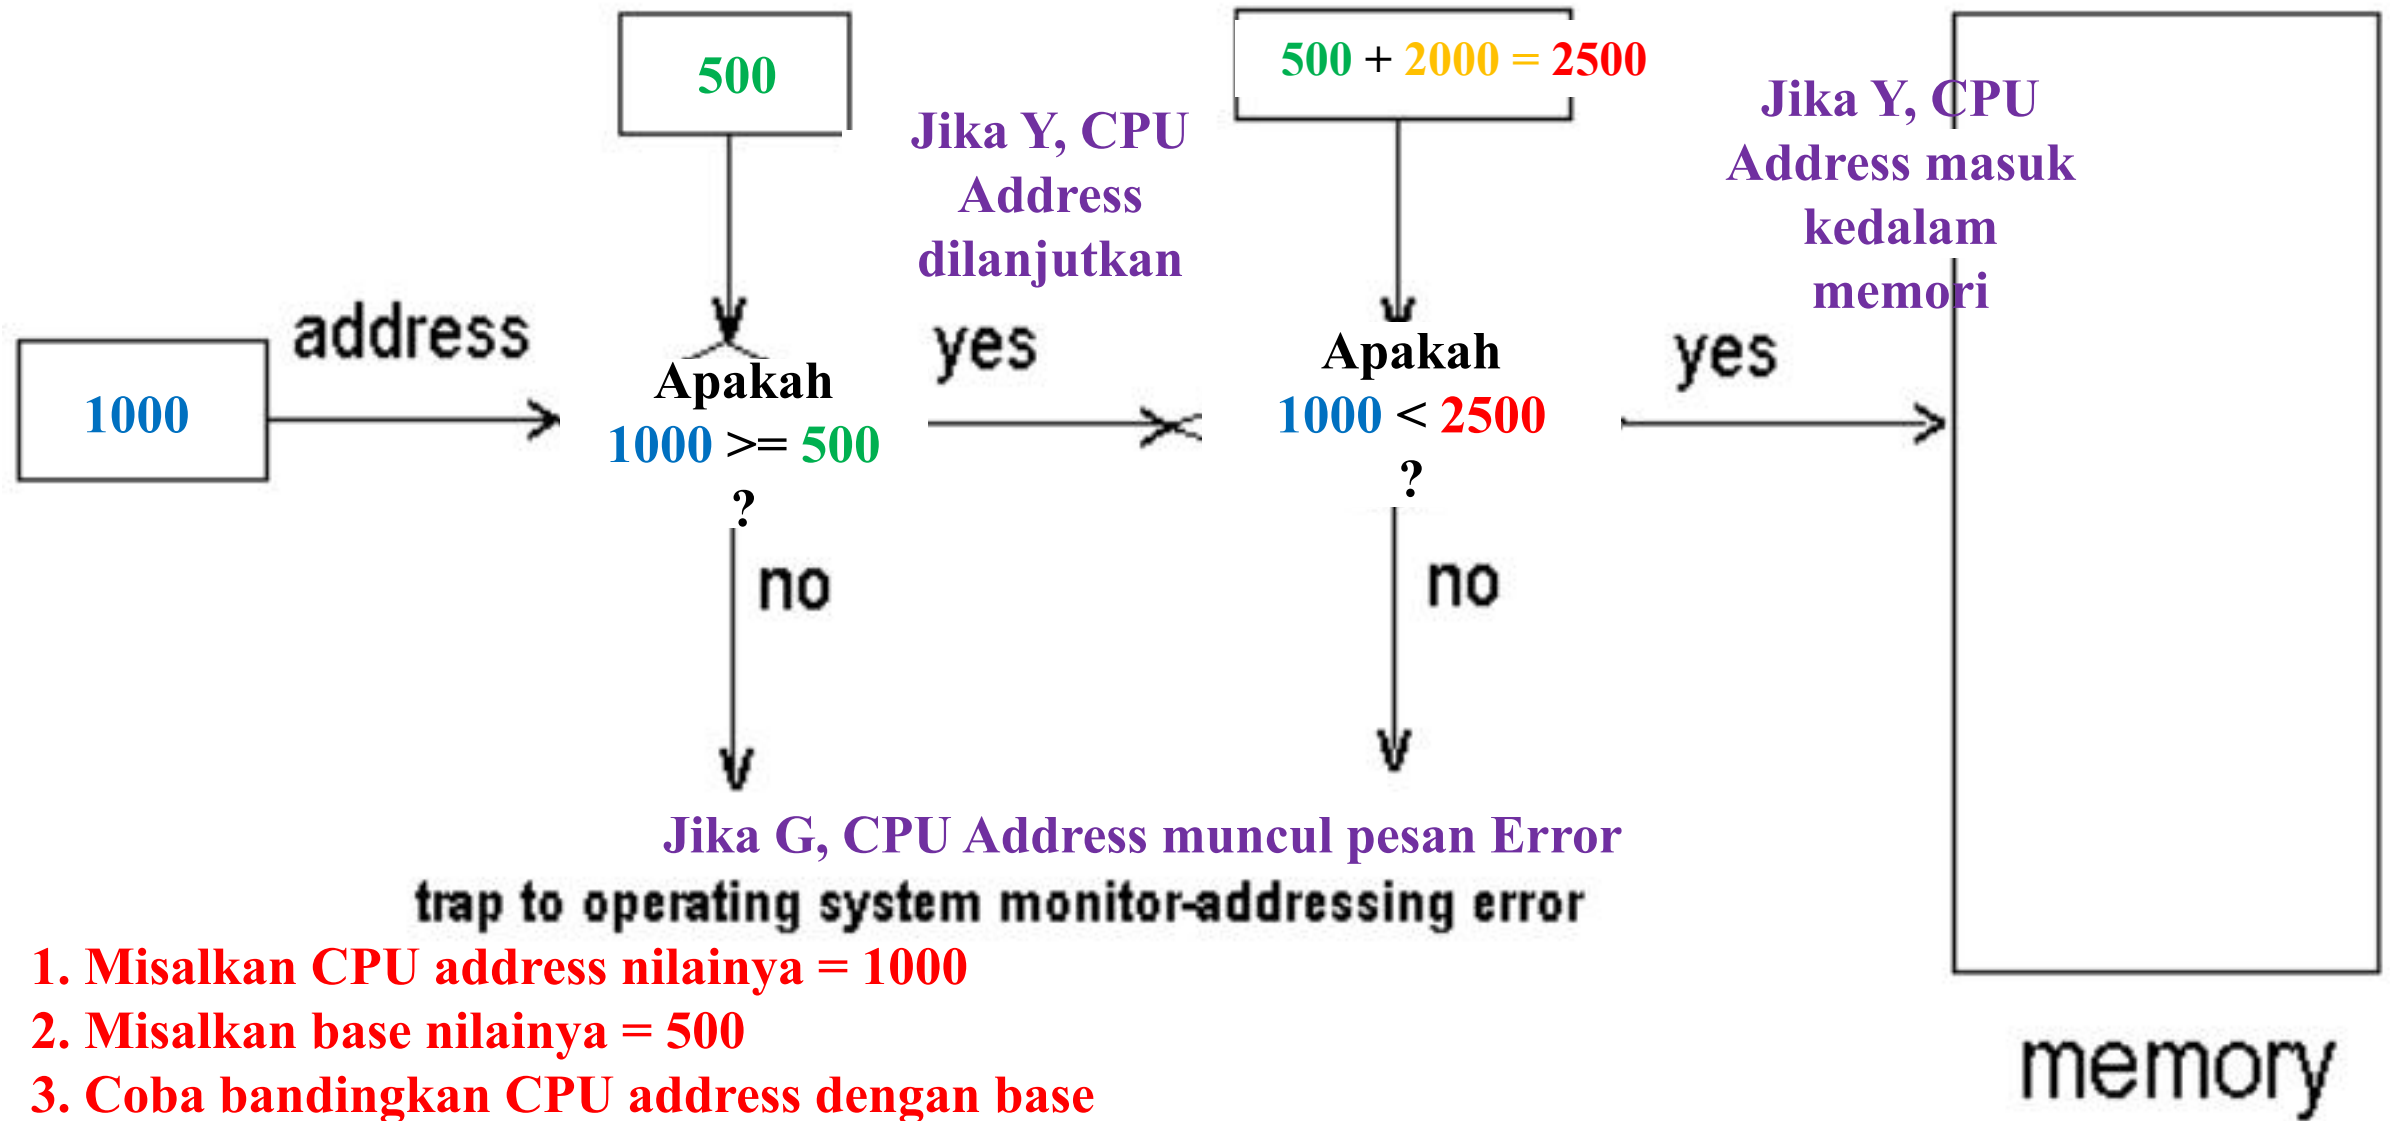 500
500 + 2000 = 2500
Jika Y, CPU
Address
dilanjutkan
Jika Y, CPU
Address masuk
kedalam
memori
1000
address
Apakah
1000 >= 500
?
yes
Apakah
1000 < 2500
?
yes
no
no
Jika G, CPU Address muncul pesan Error
trap to operating system monitor-addressing error
1. Misalkan CPU address nilainya = 1000
2. Misalkan base nilainya = 500
3. Coba bandingkan CPU address dengan base
memory